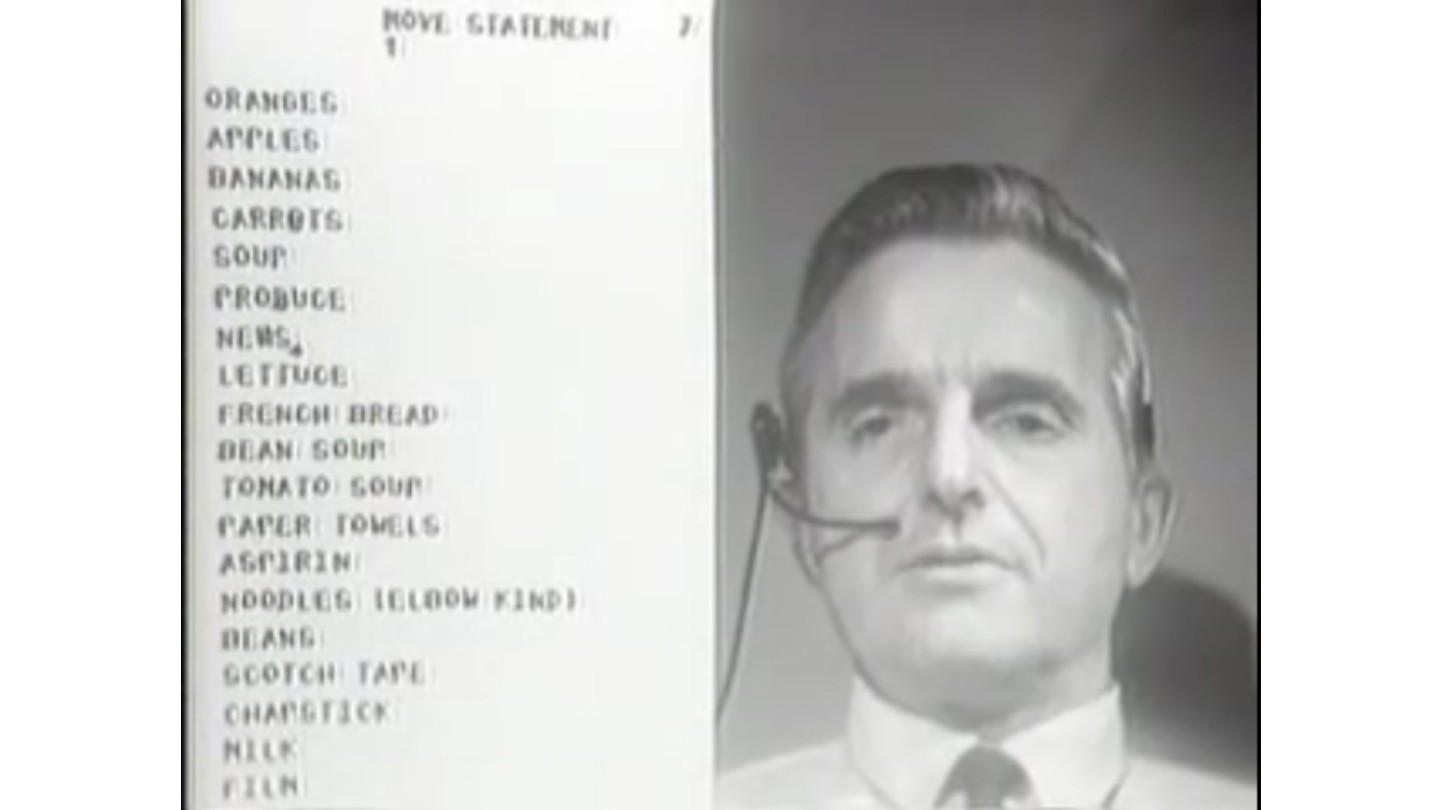 MOVE STATEMENT 7/
1
ORANGES
APPLES
BANANAS
CARROTS
SOUP
PRODUCE
NEWS
LETTUCE
FRENCH BREAD
BEAN SOUP
TOMATO SOUP
PAPER TOWELS
ASPIRIN
NOODLES (ELBOW KIND)
BEANS
SCOTCH TAPE
CHAPSTICK
MILK
FILM